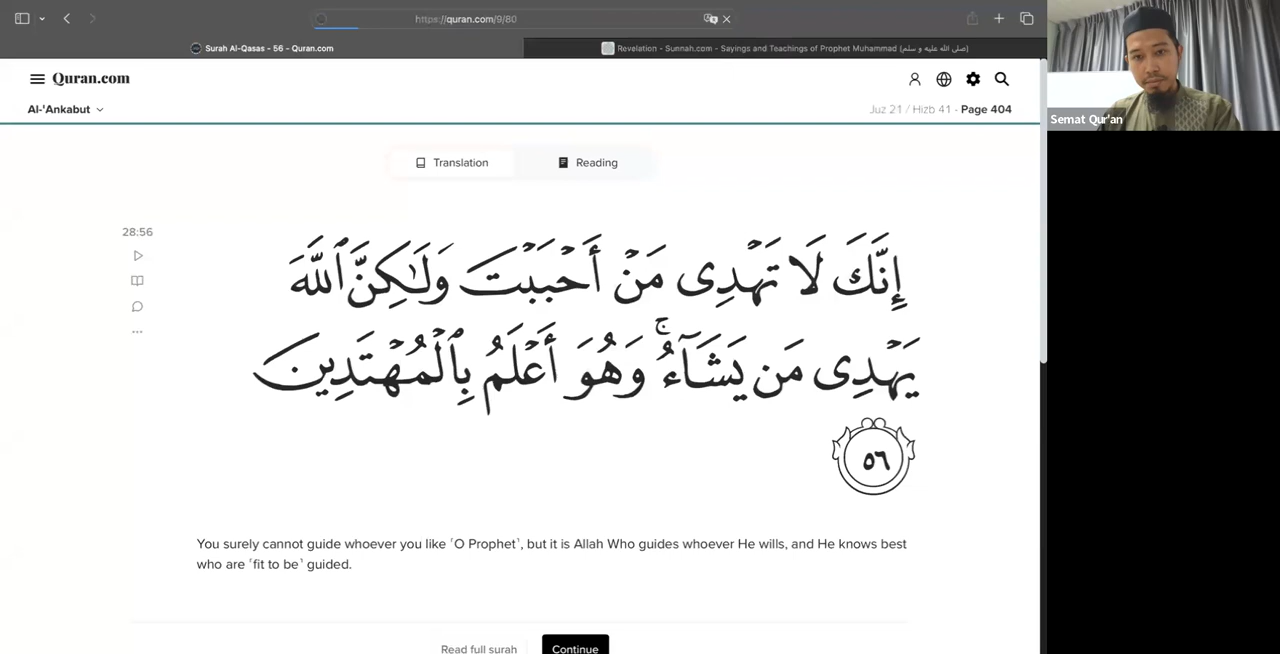 https://quran.com/9/80
Surah Al-Qasas - 56 - Quran.com
Revelation - Sunnah.com - Sayings and Teachings of Prophet Muhammad (صلى الله عليه و سلم)
Quran.com
Al-'Ankabut
Juz 21 / Hizb 41 - Page 404
Semat Qur'an
Translation
Reading
28:56
إِنَّكَ لَا تَهْدِى مَنْ أَحْبَبْتَ وَلَـٰكِنَّ ٱللَّهَ
يَهْدِى مَن يَشَآءُ ۚ وَهُوَ أَعْلَمُ بِٱلْمُهْتَدِينَ
٥٦
You surely cannot guide whoever you like ˹O Prophet˺, but it is Allah Who guides whoever He wills, and He knows best
who are ˹fit to be˺ guided.
Read full surah
Continue